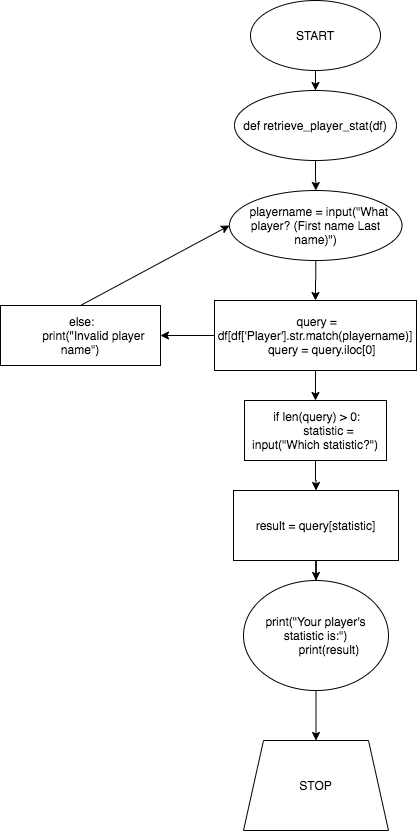 START
def retrieve_player_stat(df)
playername = input("What
player? (First name Last
name)")
else:
print("Invalid player
name")
query =
df[df['Player'].str.match(playername)]
query = query.iloc[0]
if len(query) > 0:
statistic =
input("Which statistic?")
result = query[statistic]
print("Your player's
statistic is:")
print(result)
STOP